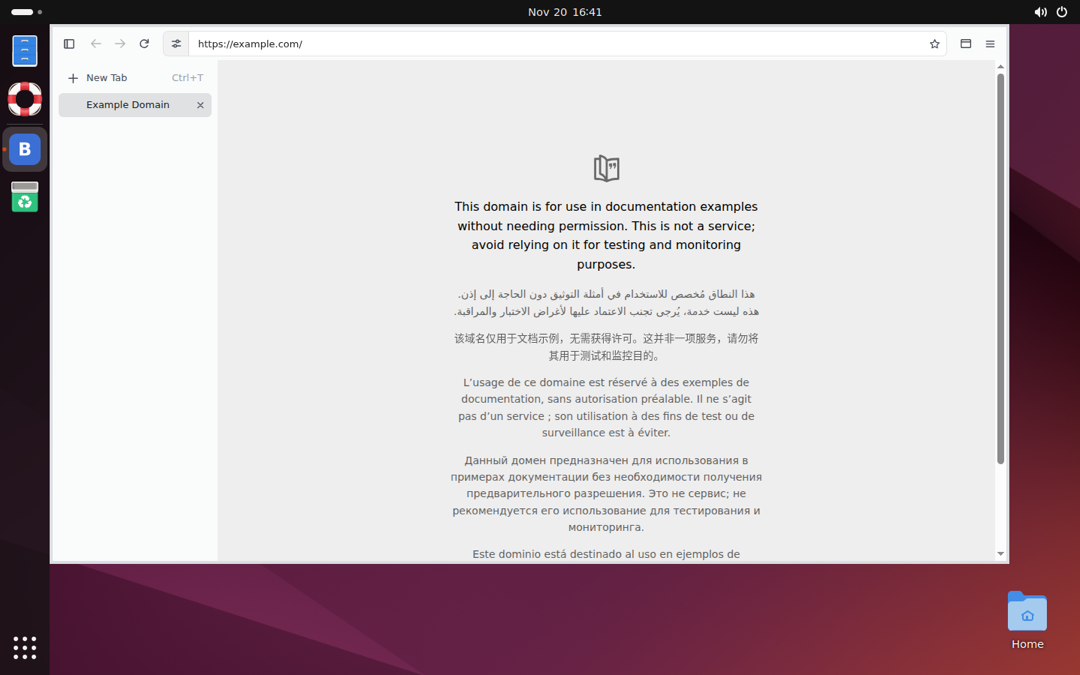 Nov 20 16:41
https://example.com/
New Tab Ctrl+T
Example Domain
B
This domain is for use in documentation examples
without needing permission. This is not a service;
avoid relying on it for testing and monitoring
purposes.
هذا النطاق مُخصص للاستخدام في أمثلة التوثيق دون الحاجة إلى إذن.
هذه ليست خدمة، يُرجى تجنب الاعتماد عليها لأغراض الاختبار والمراقبة.
该域名仅用于文档示例，无需获得许可。这并非一项服务，请勿将
其用于测试和监控目的。
L’usage de ce domaine est réservé à des exemples de
documentation, sans autorisation préalable. Il ne s’agit
pas d’un service ; son utilisation à des fins de test ou de
surveillance est à éviter.
Данный домен предназначен для использования в
примерах документации без необходимости получения
предварительного разрешения. Это не сервис; не
рекомендуется его использование для тестирования и
мониторинга.
Este dominio está destinado al uso en ejemplos de
Home